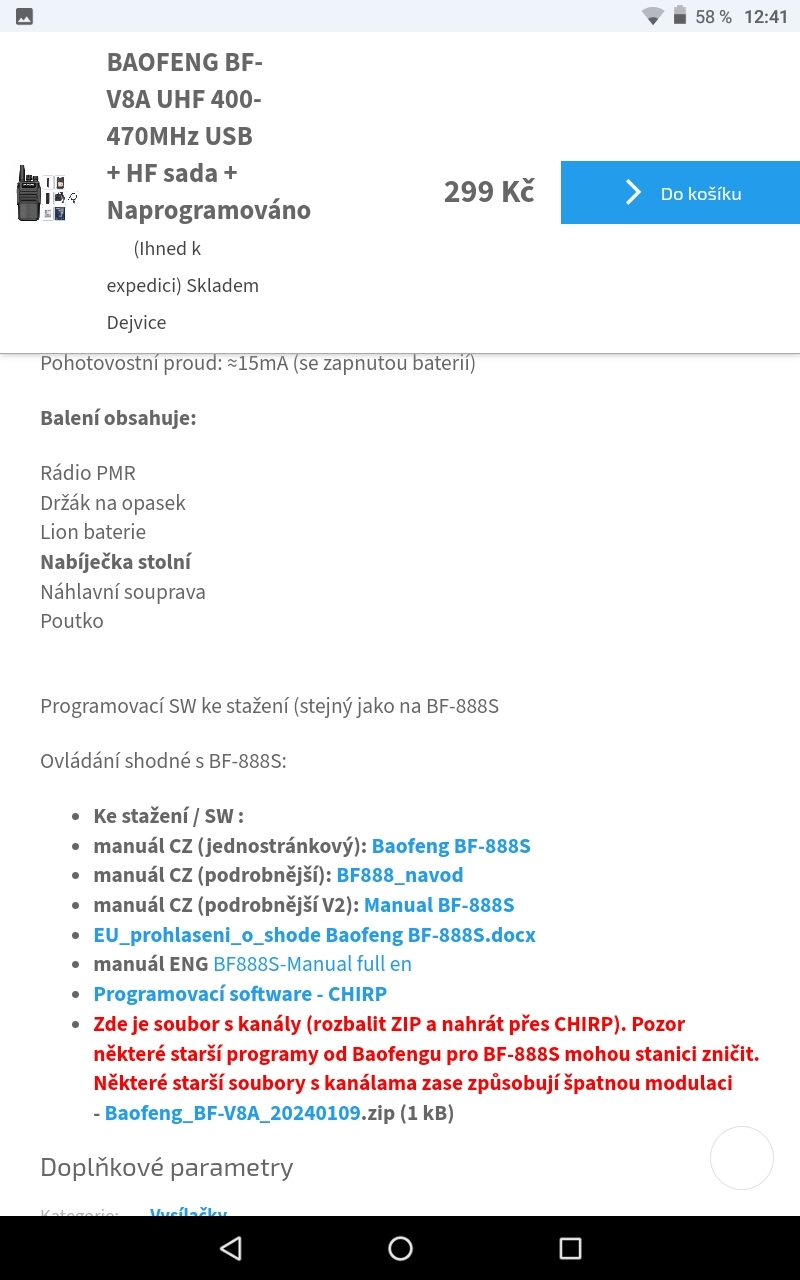 58 % 12:41
BAOFENG BF-
V8A UHF 400-
470MHz USB
+ HF sada +
Naprogramováno
(Ihned k
expedici) Skladem
Dejvice
299 Kč
Do košíku
Pohotovostní proud: ≈15mA (se zapnutou baterií)
Balení obsahuje:
Rádio PMR
Držák na opasek
Lion baterie
Nabíječka stolní
Náhlavní souprava
Poutko
Programovací SW ke stažení (stejný jako na BF-888S
Ovládání shodné s BF-888S:
Ke stažení / SW :
manuál CZ (jednostránkový): Baofeng BF-888S
manuál CZ (podrobnější): BF888_navod
manuál CZ (podrobnější V2): Manual BF-888S
EU_prohlaseni_o_shode Baofeng BF-888S.docx
manuál ENG BF888S-Manual full en
Programovací software - CHIRP
Zde je soubor s kanály (rozbalit ZIP a nahrát přes CHIRP). Pozor
některé starší programy od Baofengu pro BF-888S mohou stanici zničit.
Některé starší soubory s kanálama zase způsobují špatnou modulaci
- Baofeng_BF-V8A_20240109.zip (1 kB)
Doplňkové parametry
Kategorie: Vysílačky